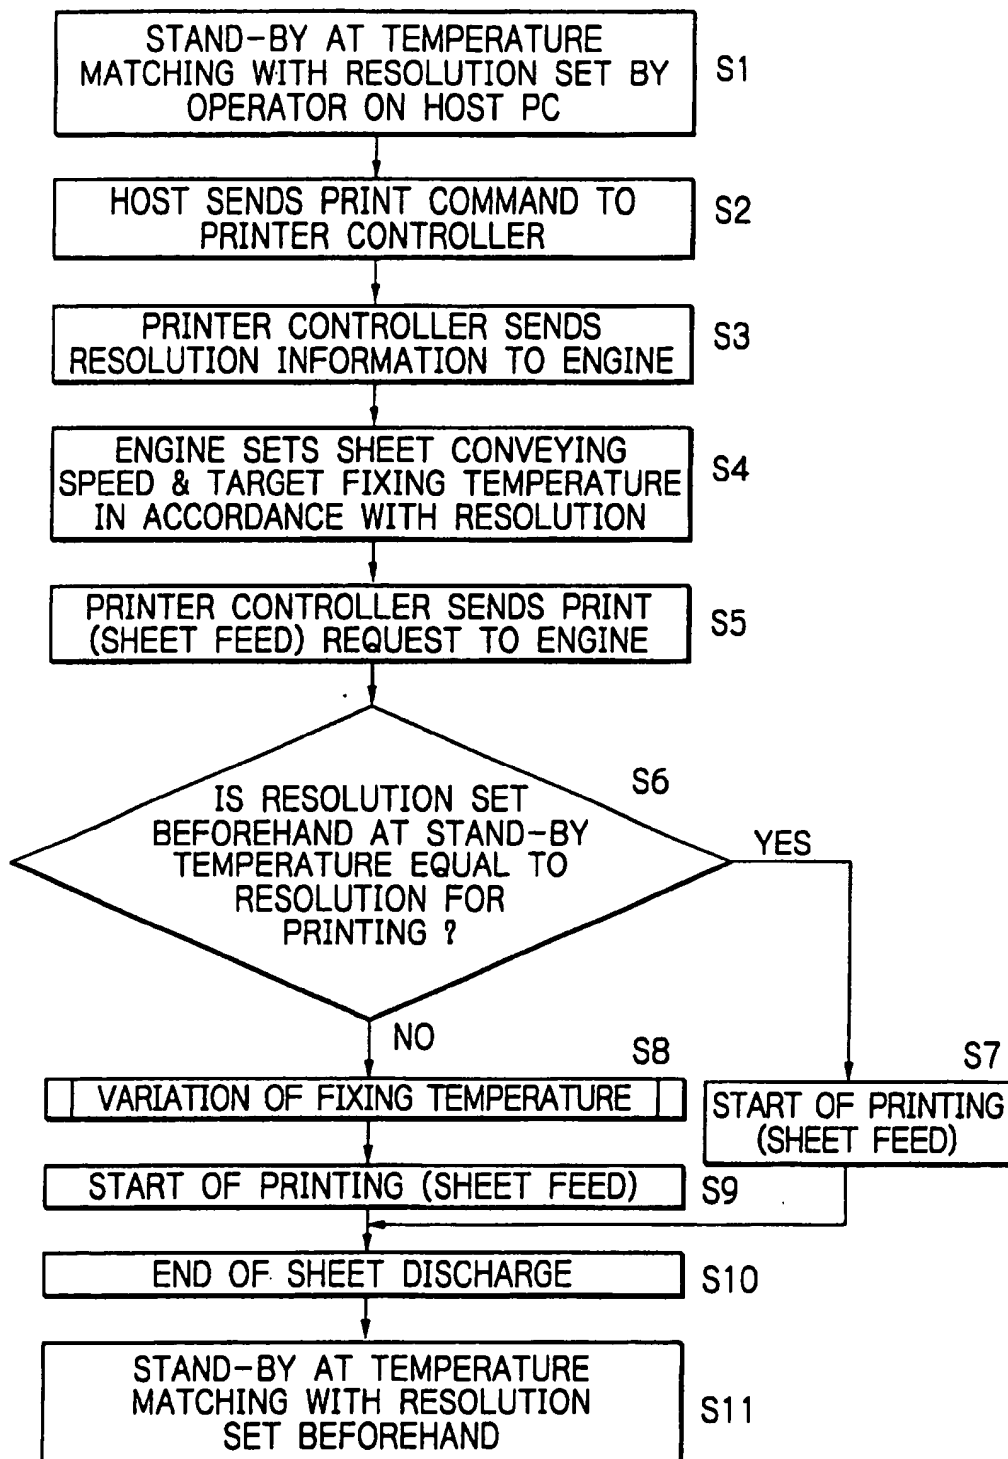 STAND-BY AT TEMPERATURE
MATCHING WITH RESOLUTION SET BY
OPERATOR ON HOST PC
S1
HOST SENDS PRINT COMMAND TO
PRINTER CONTROLLER
S2
PRINTER CONTROLLER SENDS
RESOLUTION INFORMATION TO ENGINE
S3
ENGINE SETS SHEET CONVEYING
SPEED & TARGET FIXING TEMPERATURE
IN ACCORDANCE WITH RESOLUTION
S4
PRINTER CONTROLLER SENDS PRINT
(SHEET FEED) REQUEST TO ENGINE
S5
IS RESOLUTION SET
BEFOREHAND AT STAND-BY
TEMPERATURE EQUAL TO
RESOLUTION FOR
PRINTING ?
S6
YES
NO
S7
START OF PRINTING
(SHEET FEED)
S8
VARIATION OF FIXING TEMPERATURE
START OF PRINTING (SHEET FEED)
S9
END OF SHEET DISCHARGE
S10
STAND-BY AT TEMPERATURE
MATCHING WITH RESOLUTION
SET BEFOREHAND
S11